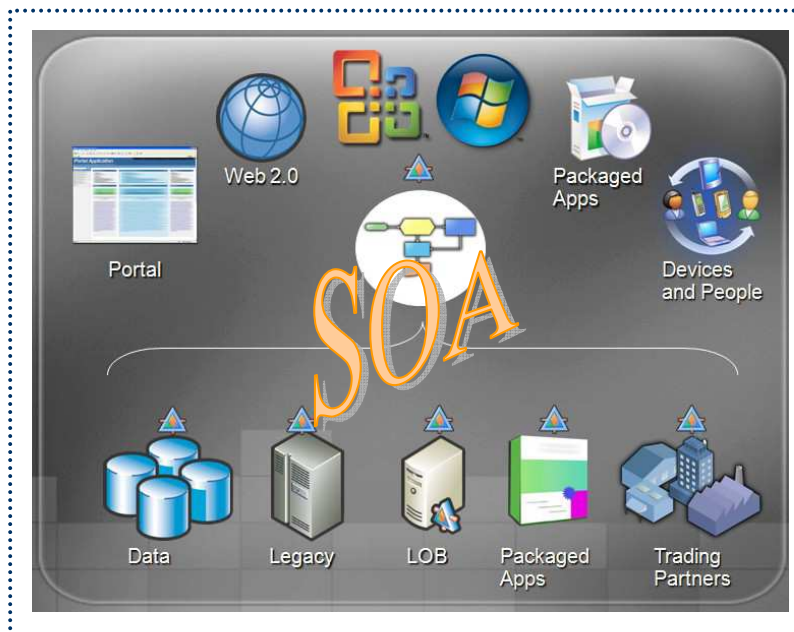 Web 2.0
Packaged
Apps
Portal
Devices
and People
SOA
Data
Legacy
LOB
Packaged
Apps
Trading
Partners